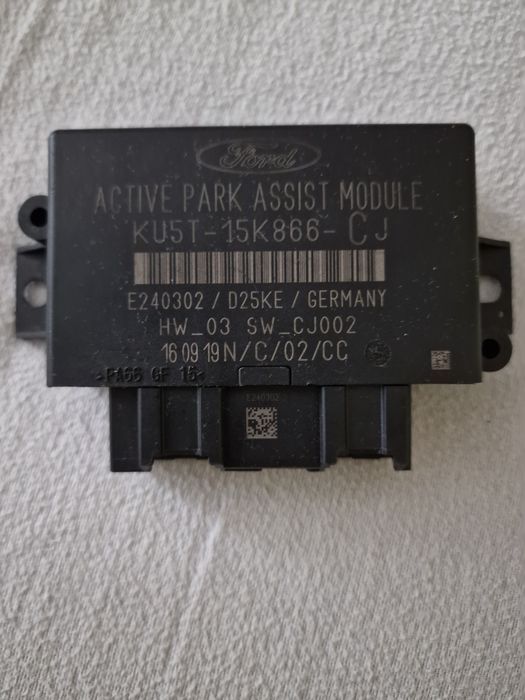 Ford
ACTIVE PARK ASSIST MODULE
KU5T-15K866-CJ
E240302 / D25KE / GERMANY
HW_03 SW_CJ002
16 09 19 N/C/02/CC
>PA66 GF 15<
E240302